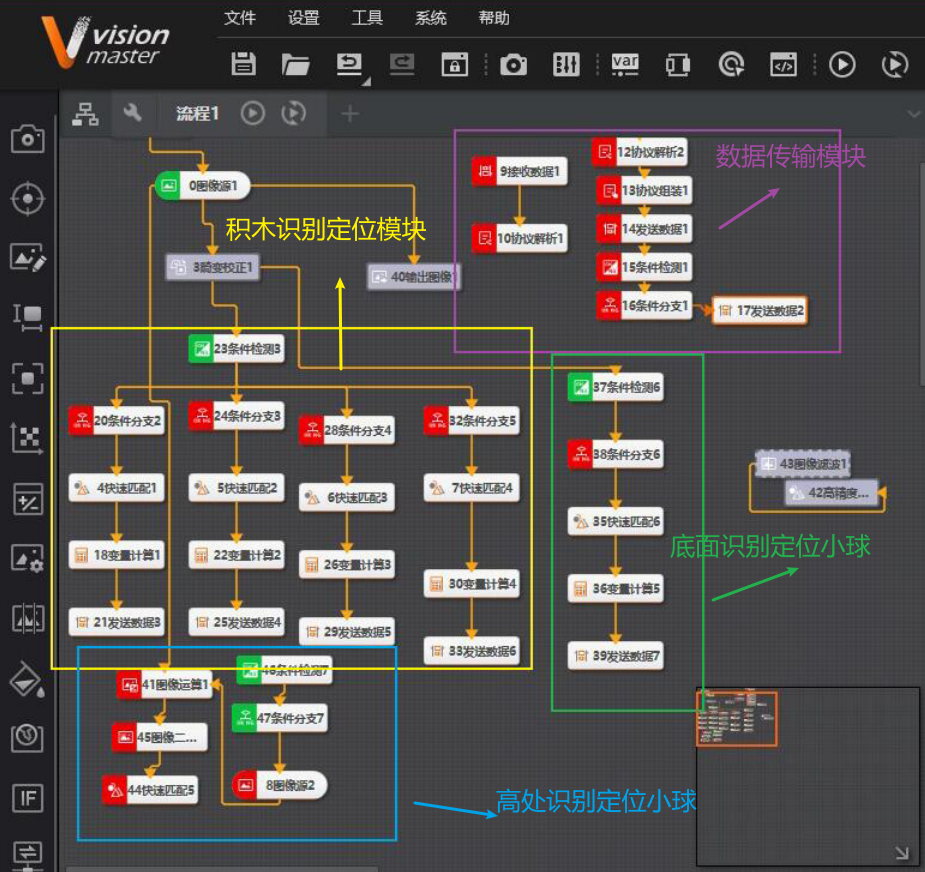 vision
master
文件 设置 工具 系统 帮助
var
流程1
0图像源1
3畸变校正1
40输出图像1
积木识别定位模块
9接收数据1
10协议解析1
12协议解析2
13协议组装1
14发送数据1
15条件检测1
16条件分支1
17发送数据2
数据传输模块
23条件检测3
20条件分支2
24条件分支3
28条件分支4
32条件分支5
4快速匹配1
5快速匹配2
6快速匹配3
7快速匹配4
18变量计算1
22变量计算2
26变量计算3
30变量计算4
21发送数据3
25发送数据4
29发送数据5
33发送数据6
37条件检测6
38条件分支6
35快速匹配6
36变量计算5
39发送数据7
43图像滤波1
42高精度...
底面识别定位小球
41图像运算1
45图像二...
44快速匹配5
46条件检测7
47条件分支7
8图像源2
高处识别定位小球
IF